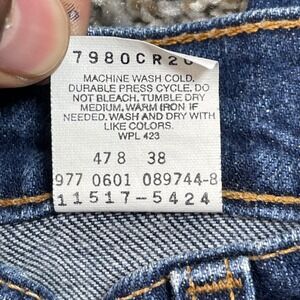 7980CR2
MACHINE WASH COLD.
DURABLE PRESS CYCLE. DO
NOT BLEACH. TUMBLE DRY
MEDIUM. WARM IRON IF
NEEDED. WASH AND DRY WITH
LIKE COLORS.
WPL 423
478 38
977 0601 089744-8
11517-5424